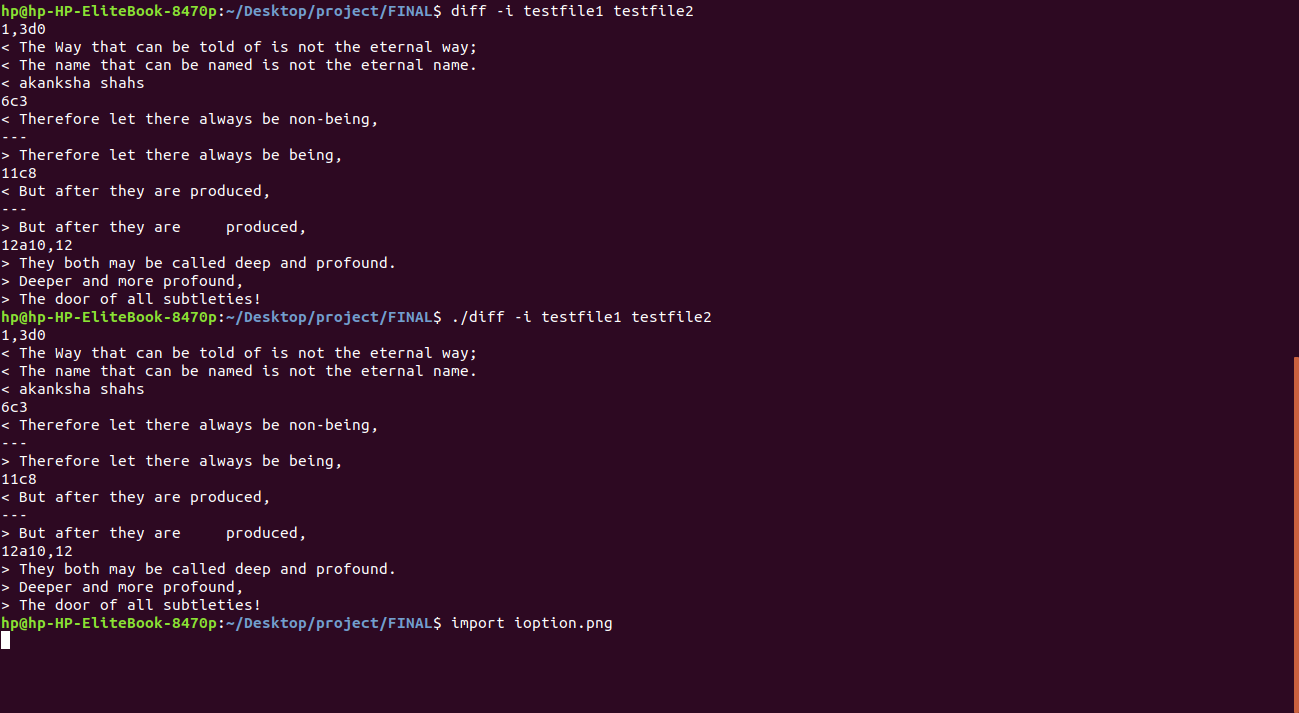 hp@hp-HP-EliteBook-8470p:~/Desktop/project/FINAL$ diff -i testfile1 testfile2
1,3d0
< The Way that can be told of is not the eternal way;
< The name that can be named is not the eternal name.
< akanksha shahs
6c3
< Therefore let there always be non-being,
---
> Therefore let there always be being,
11c8
< But after they are produced,
---
> But after they are     produced,
12a10,12
> They both may be called deep and profound.
> Deeper and more profound,
> The door of all subtleties!
hp@hp-HP-EliteBook-8470p:~/Desktop/project/FINAL$ ./diff -i testfile1 testfile2
1,3d0
< The Way that can be told of is not the eternal way;
< The name that can be named is not the eternal name.
< akanksha shahs
6c3
< Therefore let there always be non-being,
---
> Therefore let there always be being,
11c8
< But after they are produced,
---
> But after they are     produced,
12a10,12
> They both may be called deep and profound.
> Deeper and more profound,
> The door of all subtleties!
hp@hp-HP-EliteBook-8470p:~/Desktop/project/FINAL$ import ioption.png